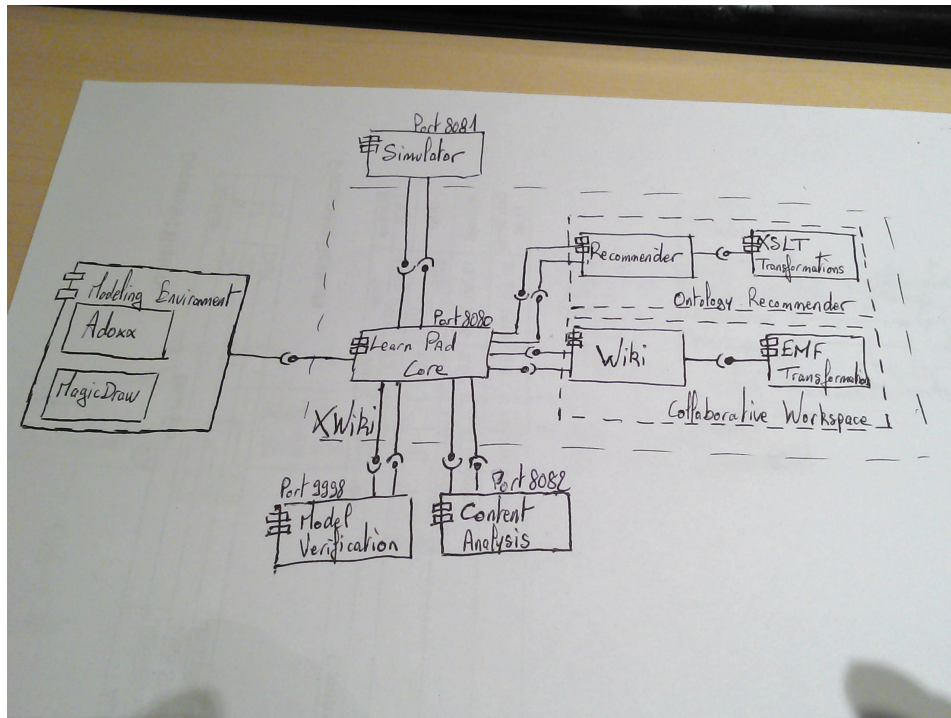 Port 8081
Simulator
Modeling Enviroment
Adoxx
MagicDraw
Port 8080
Learn PAd
Core
Recommender
XSLT
Transformations
Ontology Recommender
Wiki
EMF
Transformation
Collaborative Workspace
XWiki
Port 9998
Model
Verification
Port 8082
Content
Analysis